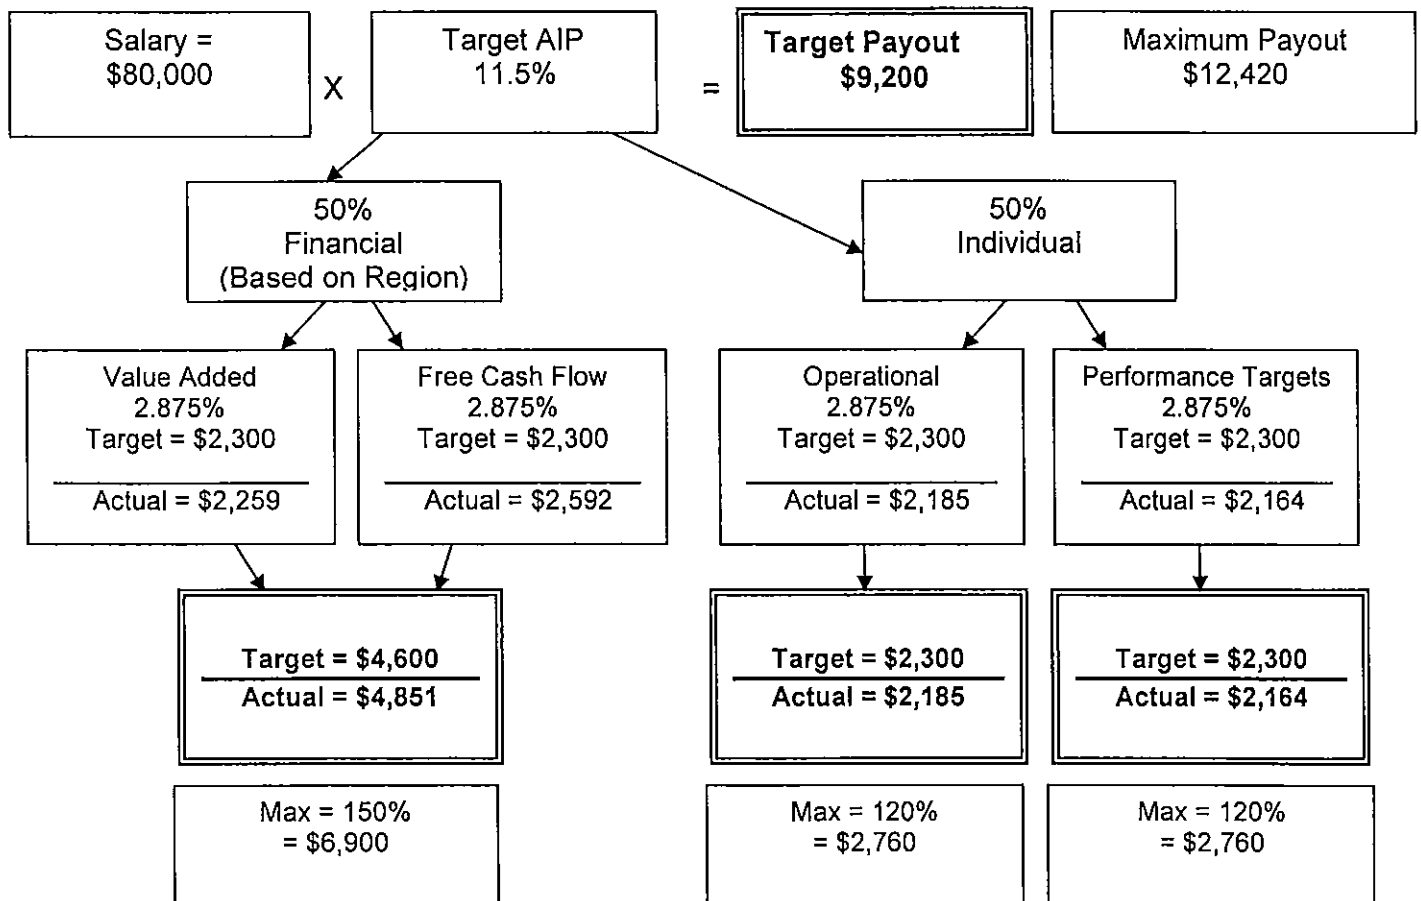 Salary =
$80,000
X
Target AIP
11.5%
=
Target Payout
$9,200
Maximum Payout
$12,420
50%
Financial
(Based on Region)
50%
Individual
Value Added
2.875%
Target = $2,300
Actual = $2,259
Free Cash Flow
2.875%
Target = $2,300
Actual = $2,592
Operational
2.875%
Target = $2,300
Actual = $2,185
Performance Targets
2.875%
Target = $2,300
Actual = $2,164
Target = $4,600
Actual = $4,851
Target = $2,300
Actual = $2,185
Target = $2,300
Actual = $2,164
Max = 150%
= $6,900
Max = 120%
= $2,760
Max = 120%
= $2,760